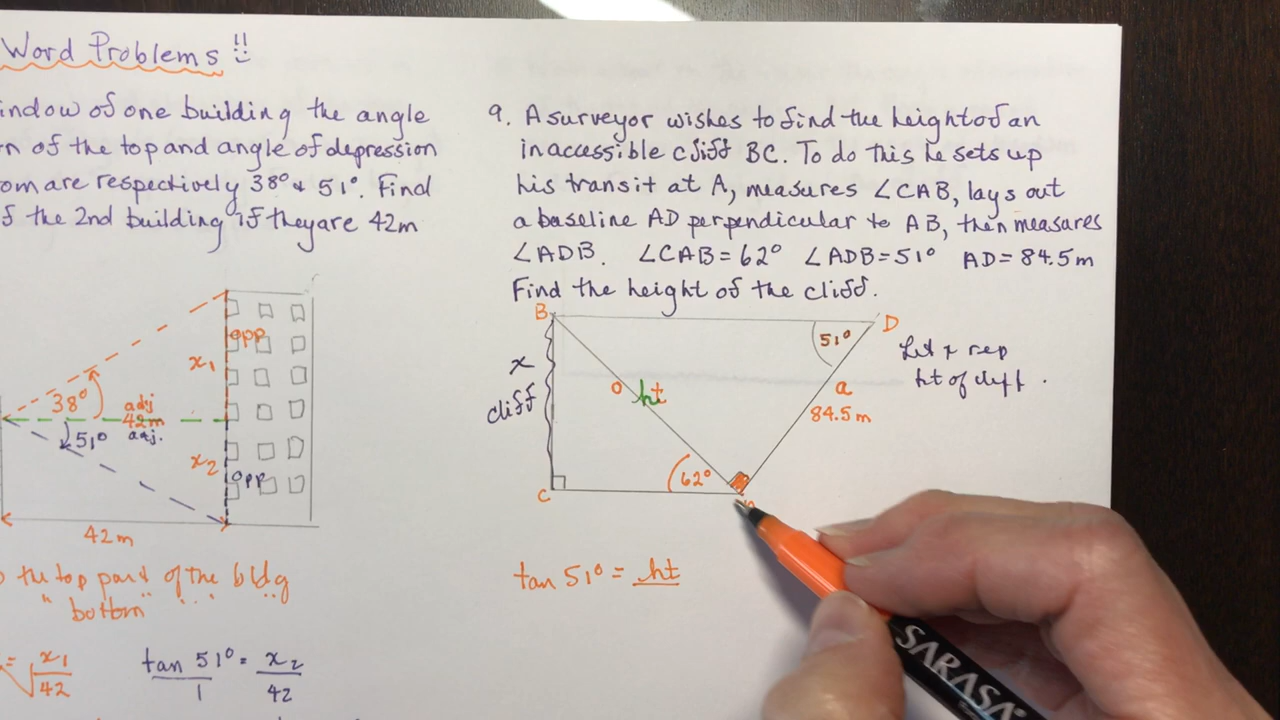 Word Problems !!
indow of one building the angle
n of the top and angle of depression
om are respectively 38° & 51°. Find
f the 2nd building if they are 42m
38°
adj
42m
adj.
51°
x1
opp
x2
opp
42m
the top part of the bldg
" bottom " " " "
= x1
42
tan 51° = x2
1 42
9. A surveyor wishes to find the height of an
inaccessible cliff BC. To do this he sets up
his transit at A, measures ∠CAB, lays out
a baseline AD perpendicular to AB, then measures
∠ADB. ∠CAB = 62° ∠ADB = 51° AD = 84.5m
Find the height of the cliff.
B
D
51°
x
cliff
o
ht
a
84.5m
62°
C
Let x rep
ht of cliff.
tan 51° = ht
SARASA